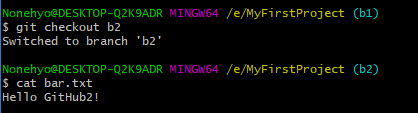 Nonehyo@DESKTOP-Q2K9ADR MINGW64 /e/MyFirstProject (b1)
$ git checkout b2
Switched to branch 'b2'
Nonehyo@DESKTOP-Q2K9ADR MINGW64 /e/MyFirstProject (b2)
$ cat bar.txt
Hello GitHub2!